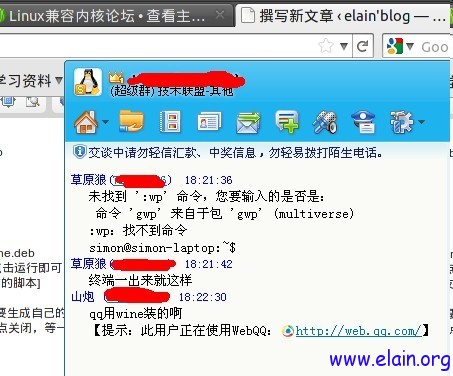 Linux兼容内核论坛 • 查看主...
撰写新文章 ‹ elain'blog — ...
Goo
学习资料
(超级群) 技术联盟-其他
交谈中请勿轻信汇款、中奖信息，勿轻易拨打陌生电话。
草原狼( 6) 18:21:36
未找到 ':wp' 命令，您要输入的是否是：
命令 'gwp' 来自于包 'gwp' (multiverse)
:wp: 找不到命令
simon@simon-laptop:~$
me.deb
点击运行即可
的脚本]
草原狼( ) 18:21:42
终端一出来就这样
要生成自己的
山炮 ( ) 18:22:30
点关闭，等一
qq用wine装的啊
【提示：此用户正在使用WebQQ： http://web.qq.com/】
www.elain.org